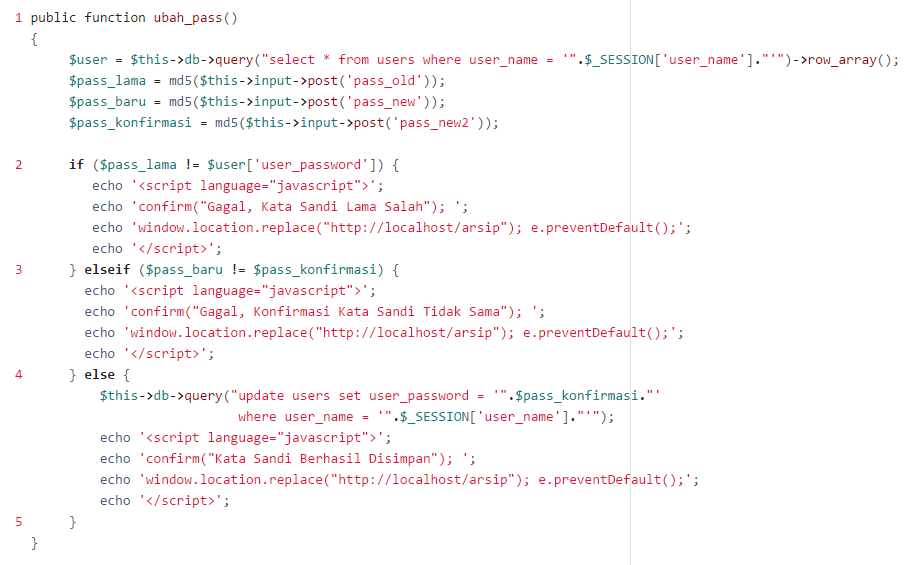 1 public function ubah_pass()
{
$user = $this->db->query("select * from users where user_name = '".$_SESSION['user_name']."'")->row_array();
$pass_lama = md5($this->input->post('pass_old'));
$pass_baru = md5($this->input->post('pass_new'));
$pass_konfirmasi = md5($this->input->post('pass_new2'));
2 if ($pass_lama != $user['user_password']) {
echo '<script language="javascript">';
echo 'confirm("Gagal, Kata Sandi Lama Salah"); ';
echo 'window.location.replace("http://localhost/arsip"); e.preventDefault();';
echo '</script>';
3 } elseif ($pass_baru != $pass_konfirmasi) {
echo '<script language="javascript">';
echo 'confirm("Gagal, Konfirmasi Kata Sandi Tidak Sama"); ';
echo 'window.location.replace("http://localhost/arsip"); e.preventDefault();';
echo '</script>';
4 } else {
$this->db->query("update users set user_password = '".$pass_konfirmasi."'
where user_name = '".$_SESSION['user_name']."'");
echo '<script language="javascript">';
echo 'confirm("Kata Sandi Berhasil Disimpan"); ';
echo 'window.location.replace("http://localhost/arsip"); e.preventDefault();';
echo '</script>';
5 }
}